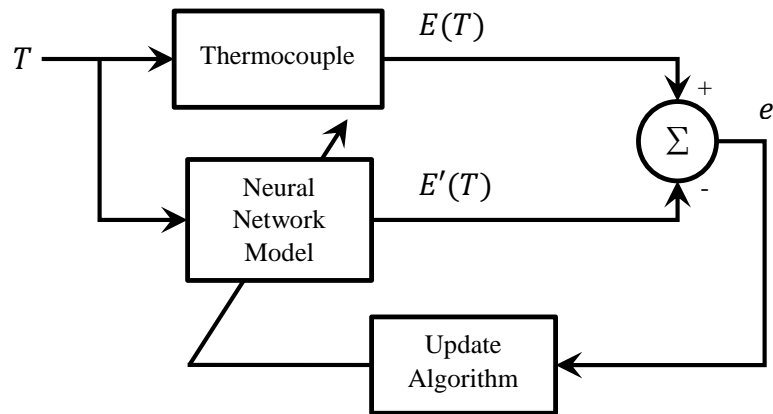 T
Thermocouple
E(T)
+
e
Σ
-
Neural
Network
Model
E′(T)
Update
Algorithm